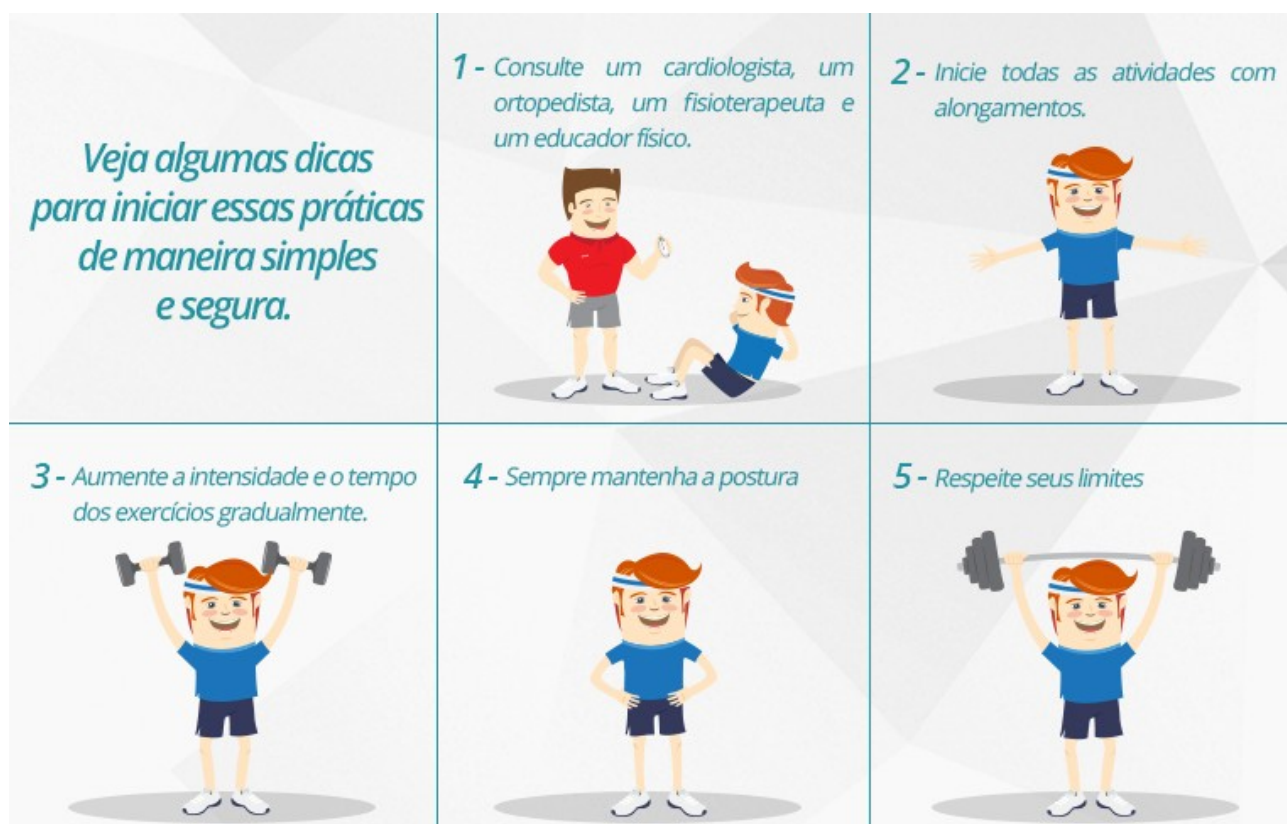 Veja algumas dicas
para iniciar essas práticas
de maneira simples
e segura.
1 - Consulte um cardiologista, um
ortopedista, um fisioterapeuta e
um educador físico.
2 - Inicie todas as atividades com
alongamentos.
3 - Aumente a intensidade e o tempo
dos exercícios gradualmente.
4 - Sempre mantenha a postura
5 - Respeite seus limites